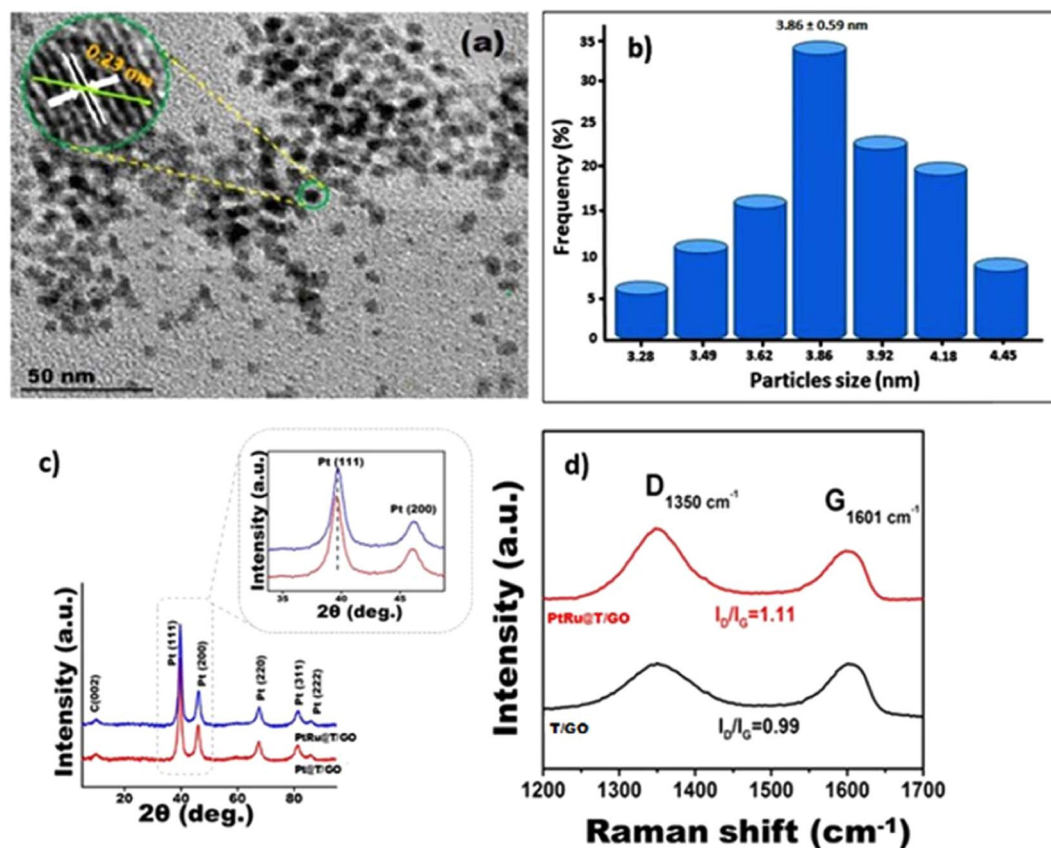 (a)
0.23 nm
50 nm
b)
3.86 ± 0.59 nm
Frequency (%)
35
30
25
20
15
10
5
0
3.28 3.49 3.62 3.86 3.92 4.18 4.45
Particles size (nm)
c)
Intensity (a.u.)
Pt (111)
Pt (200)
35 40 45
2θ (deg.)
Intensity (a.u.)
C(002)
Pt (111)
Pt (200)
Pt (220)
Pt (311)
Pt (222)
PtRu@T/GO
Pt@T/GO
20 40 60 80
2θ (deg.)
d)
Intensity (a.u.)
D1350 cm-1
G1601 cm-1
PtRu@T/GO
ID/IG=1.11
T/GO
ID/IG=0.99
1200 1300 1400 1500 1600 1700
Raman shift (cm-1)